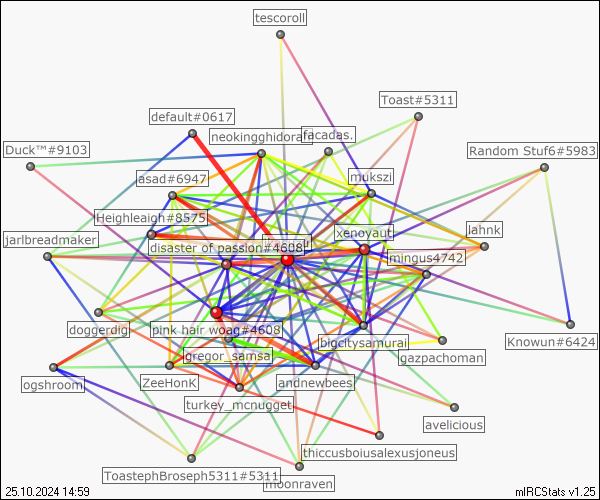 tescoroll
Toast#5311
default#0617
neokingghidorah
facadas.
Duck™#9103
Random Stuf6#5983
asad#6947
mukszi
Heighleaigh#8575
xenoyaut
lahnk
jarlbreadmaker
disaster of passion#4608
mingus4742
doggerdig
pink hair woag#4608
bigcitysamurai
Knowun#6424
gregor_samsa
gazpachoman
ogshroom
ZeeHonK
andnewbees
turkey_mcnugget
avelicious
thiccusboiusalexusjoneus
ToastephBroseph5311#5311
moonraven
25.10.2024 14:59
mIRCStats v1.25